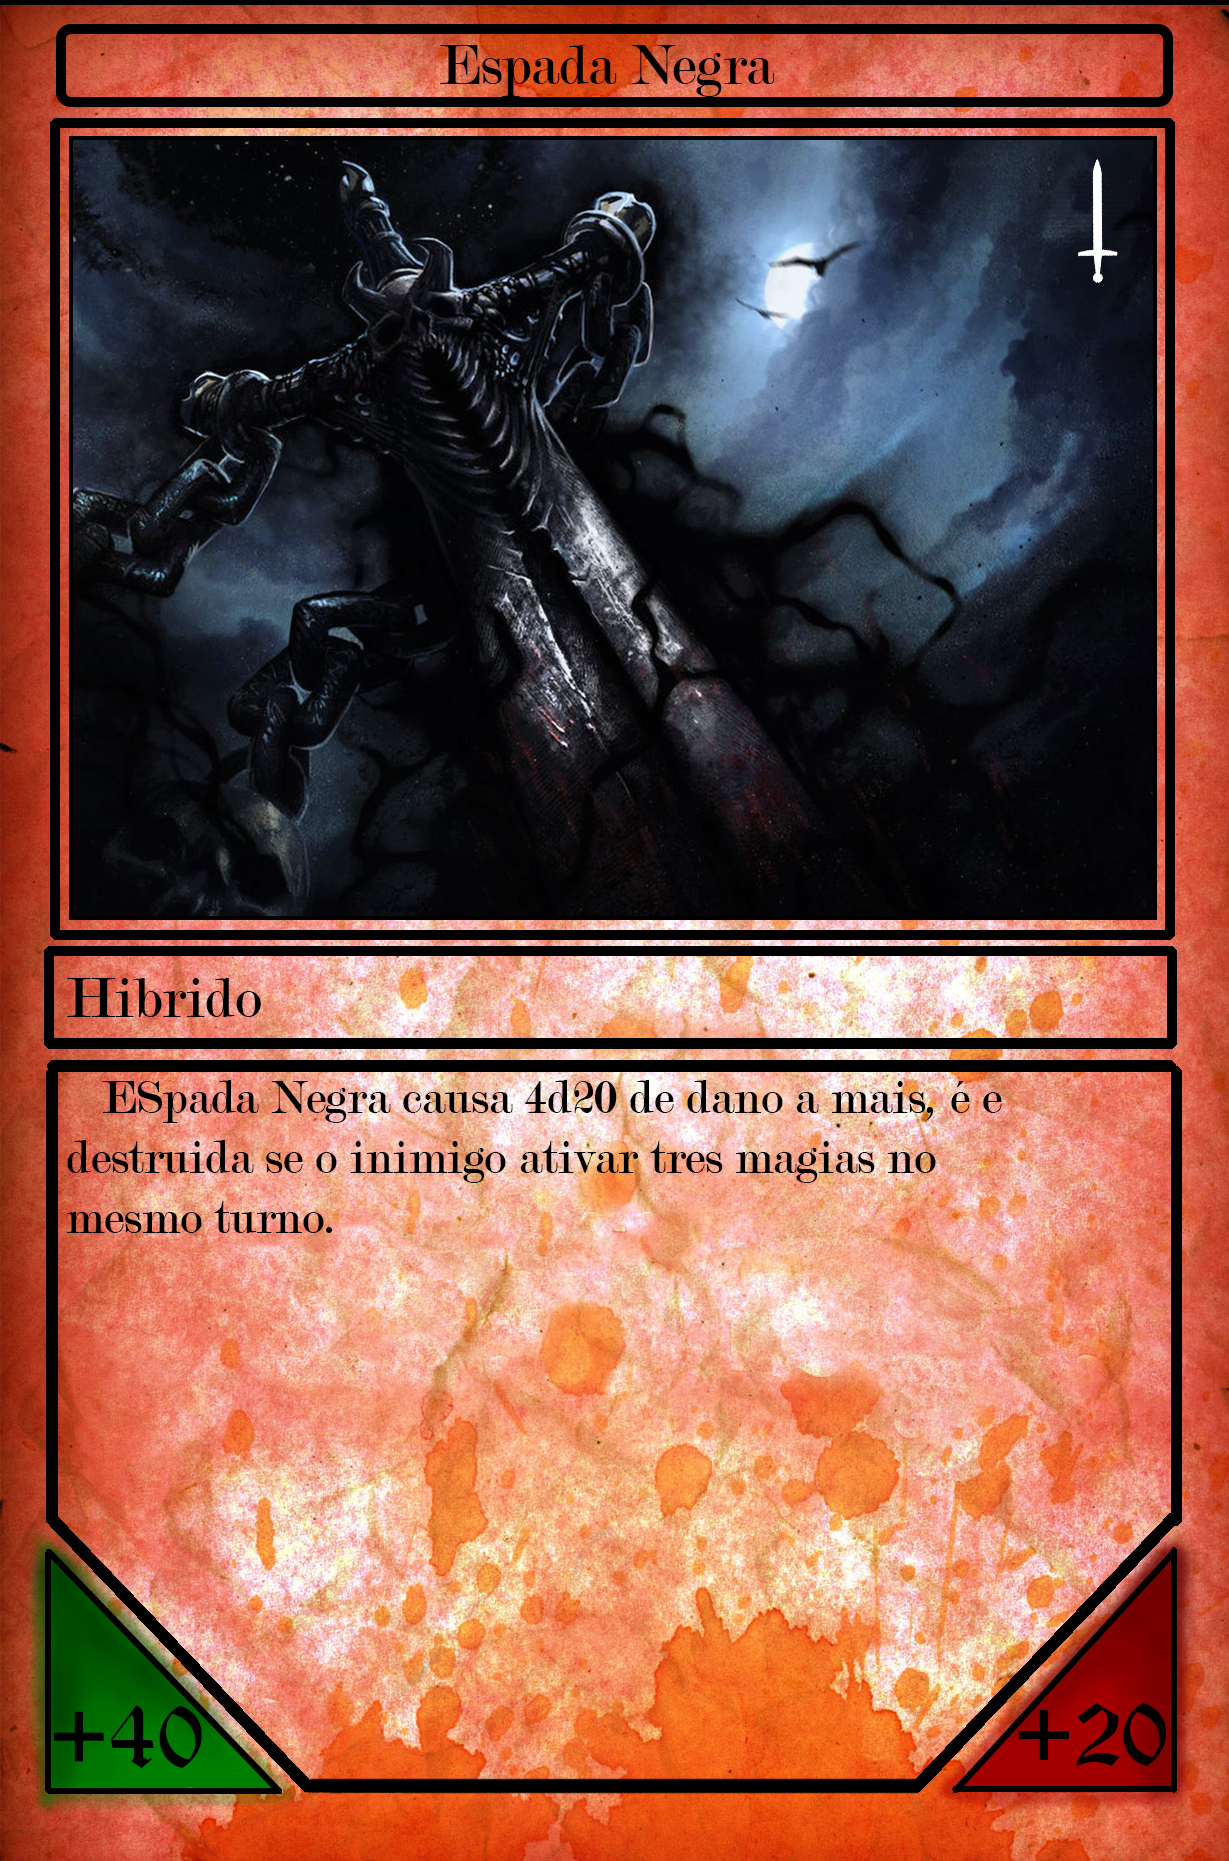 Espada Negra
Hibrido
ESpada Negra causa 4d20 de dano a mais, é e
destruida se o inimigo ativar tres magias no
mesmo turno.
+40
+20